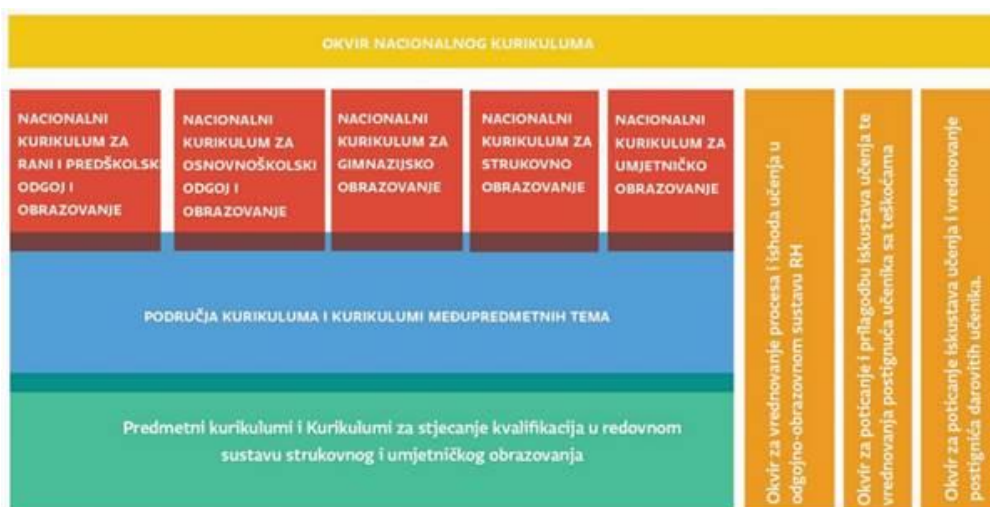 OKVIR NACIONALNOG KURIKULUMA
NACIONALNI
KURIKULUM ZA
RANI I PREDŠKOLSKI
ODGOJ I
OBRAZOVANJE
NACIONALNI
KURIKULUM ZA
OSNOVNOŠKOLSKI
ODGOJ I
OBRAZOVANJE
NACIONALNI
KURIKULUM ZA
GIMNAZIJSKO
OBRAZOVANJE
NACIONALNI
KURIKULUM ZA
STRUKOVNO
OBRAZOVANJE
NACIONALNI
KURIKULUM ZA
UMJETNIČKO
OBRAZOVANJE
PODRUČJA KURIKULUMA I KURIKULUMI MEĐUPREDMETNIH TEMA
Predmetni kurikulumi i Kurikulumi za stjecanje kvalifikacija u redovnom
sustavu strukovnog i umjetničkog obrazovanja
Okvir za vrednovanje procesa i ishoda učenja u
odgojno-obrazovnom sustavu RH
Okvir za poticanje i prilagodbu iskustava učenja te
vrednovanja postignuća učenika sa teškoćama
Okvir za poticanje iskustava učenja i vrednovanje
postignića darovitih učenika.